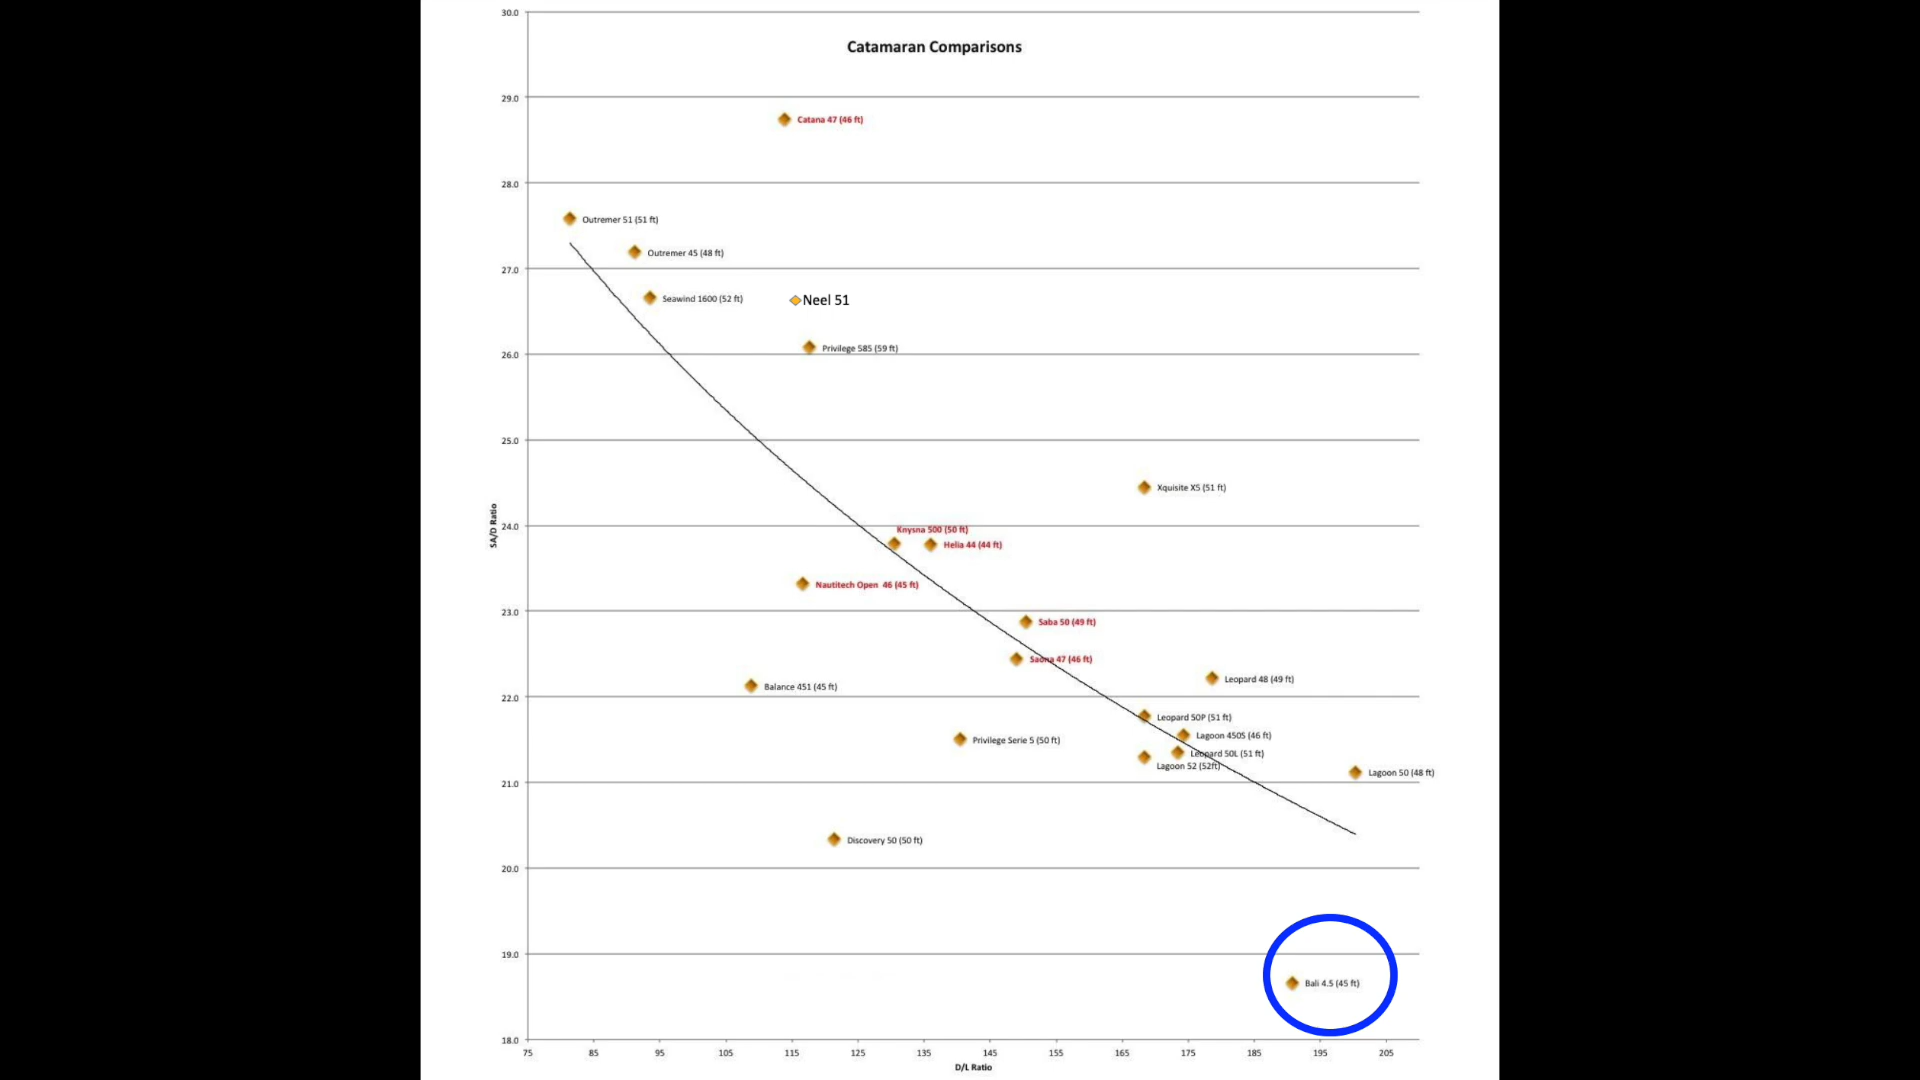 30.0
Catamaran Comparisons
29.0
Catana 47 (46 ft)
28.0
Outremer 51 (51 ft)
Outremer 45 (48 ft)
27.0
Seawind 1600 (52 ft)
Neel 51
Privilege 585 (59 ft)
26.0
25.0
Xquisite X5 (51 ft)
SA/D Ratio
24.0
Knysna 500 (50 ft)
Helia 44 (44 ft)
Nautitech Open 46 (45 ft)
23.0
Saba 50 (49 ft)
Saona 47 (46 ft)
Leopard 48 (49 ft)
Balance 451 (45 ft)
22.0
Leopard 50P (51 ft)
Lagoon 450S (46 ft)
Privilege Serie 5 (50 ft)
Leopard 50L (51 ft)
Lagoon 52 (52ft)
Lagoon 50 (48 ft)
21.0
Discovery 50 (50 ft)
20.0
19.0
Bali 4.5 (45 ft)
18.0
75 85 95 105 115 125 135 145 155 165 175 185 195 205
D/L Ratio